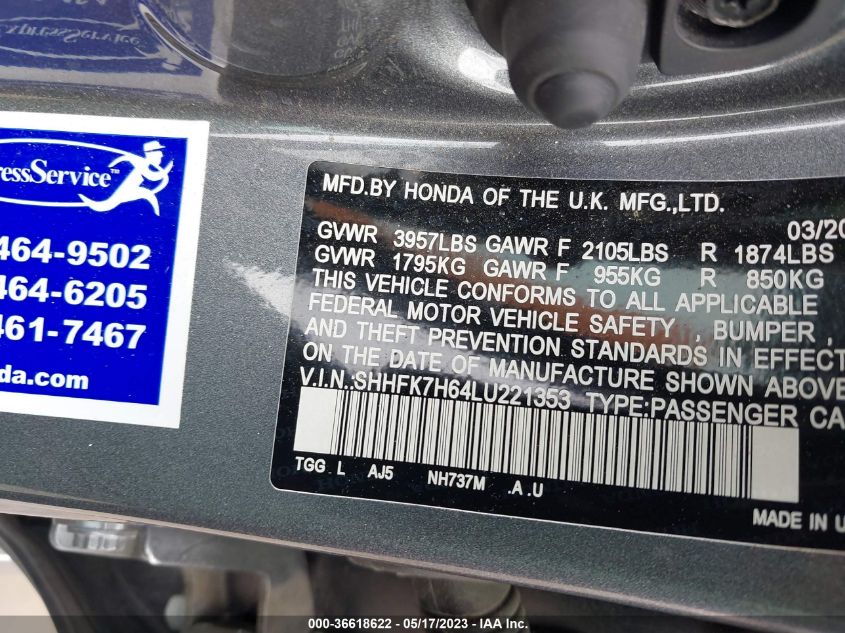 ressService™
464-9502
464-6205
461-7467
da.com
MFD.BY HONDA OF THE U.K. MFG.,LTD.
03/20
GVWR 3957LBS GAWR F 2105LBS R 1874LBS
GVWR 1795KG GAWR F 955KG R 850KG
THIS VEHICLE CONFORMS TO ALL APPLICABLE
FEDERAL MOTOR VEHICLE SAFETY , BUMPER ,
AND THEFT PREVENTION STANDARDS IN EFFECT
ON THE DATE OF MANUFACTURE SHOWN ABOVE
V.I.N.:SHHFK7H64LU221353 TYPE:PASSENGER CA
TGG L AJ5 NH737M .A.U
MADE IN U
000-36618622 / 05/17/2023 - IAA Inc.